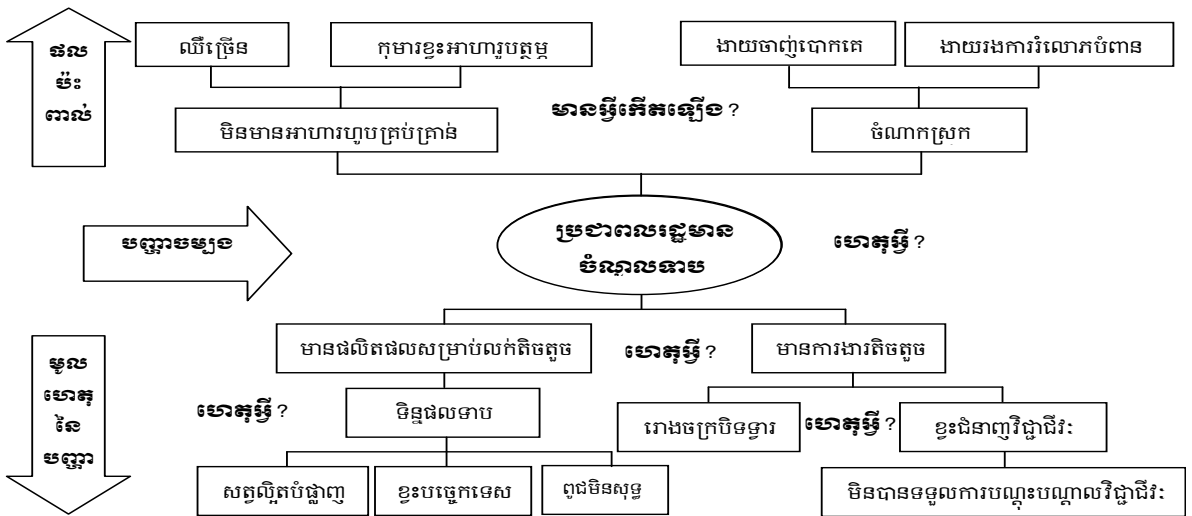 ផល
ប៉ះ
ពាល់
ឈឺច្រើន
កុមារខ្វះអាហារូបត្ថម្ភ
ងាយចាញ់បោកគេ
ងាយរងការរំលោភបំពាន
មានអ្វីកើតឡើង?
មិនមានអាហារហូបគ្រប់គ្រាន់
ចំណាកស្រុក
បញ្ហាចម្បង
ប្រជាពលរដ្ឋមាន
ចំណូលទាប
ហេតុអ្វី?
មូល
ហេតុ
នៃ
បញ្ហា
មានផលិតផលសម្រាប់លក់តិចតួច
ហេតុអ្វី?
មានការងារតិចតួច
ហេតុអ្វី?
ទិន្នផលទាប
រោងចក្របិទទ្វារ
ហេតុអ្វី?
ខ្វះជំនាញវិជ្ជាជីវៈ
សត្វល្អិតបំផ្លាញ
ខ្វះបច្ចេកទេស
ពូជមិនសុទ្ធ
មិនបានទទួលការបណ្តុះបណ្តាលវិជ្ជាជីវៈ